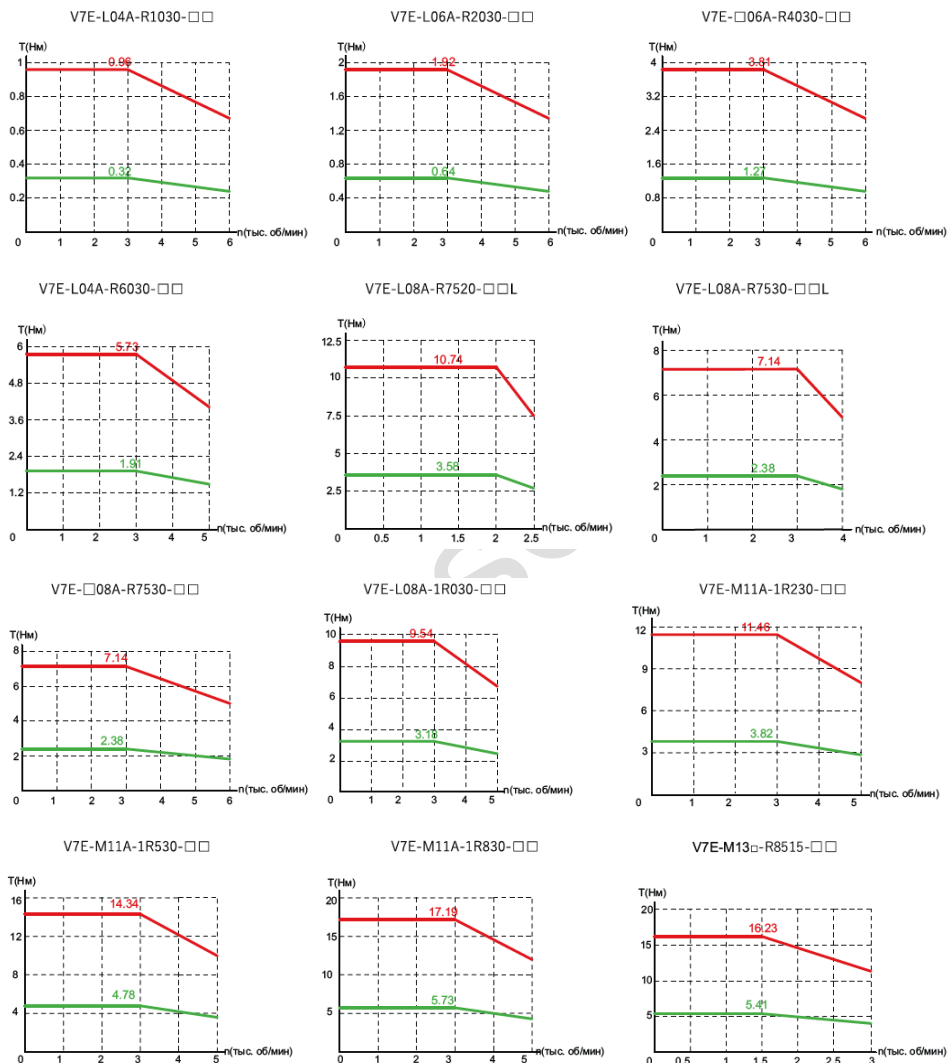 V7E-L04A-R1030-□□
V7E-L06A-R2030-□□
V7E-□06A-R4030-□□
T(Нм)
1
0.8
0.6
0.4
0.2
0.96
0.32
0 1 2 3 4 5 6
n(тыс. об/мин)
T(Нм)
2
1.6
1.2
0.8
0.4
1.92
0.64
0 1 2 3 4 5 6
n(тыс. об/мин)
T(Нм)
4
3.2
2.4
1.6
0.8
3.81
1.27
0 1 2 3 4 5 6
n(тыс. об/мин)
V7E-L04A-R6030-□□
V7E-L08A-R7520-□□L
V7E-L08A-R7530-□□L
T(Нм)
6
4.8
3.6
2.4
1.2
5.73
1.91
0 1 2 3 4 5
n(тыс. об/мин)
T(Нм)
12.5
10
7.5
5
2.5
10.74
3.58
0 0.5 1 1.5 2 2.5
n(тыс. об/мин)
T(Нм)
8
6
4
2
7.14
2.38
0 1 2 3 4
n(тыс. об/мин)
V7E-□08A-R7530-□□
V7E-L08A-1R030-□□
V7E-M11A-1R230-□□
T(Нм)
8
6
4
2
7.14
2.38
0 1 2 3 4 5 6
n(тыс. об/мин)
T(Нм)
10
8
6
4
2
9.54
3.18
0 1 2 3 4 5
n(тыс. об/мин)
T(Нм)
12
9
6
3
11.46
3.82
0 1 2 3 4 5
n(тыс. об/мин)
V7E-M11A-1R530-□□
V7E-M11A-1R830-□□
V7E-M13□-R8515-□□
T(Нм)
16
12
8
4
14.34
4.78
0 1 2 3 4 5
n(тыс. об/мин)
T(Нм)
20
15
10
5
17.19
5.73
0 1 2 3 4 5
n(тыс. об/мин)
T(Нм)
20
15
10
5
16.23
5.41
0 0.5 1 1.5 2 2.5 3
n(тыс. об/мин)